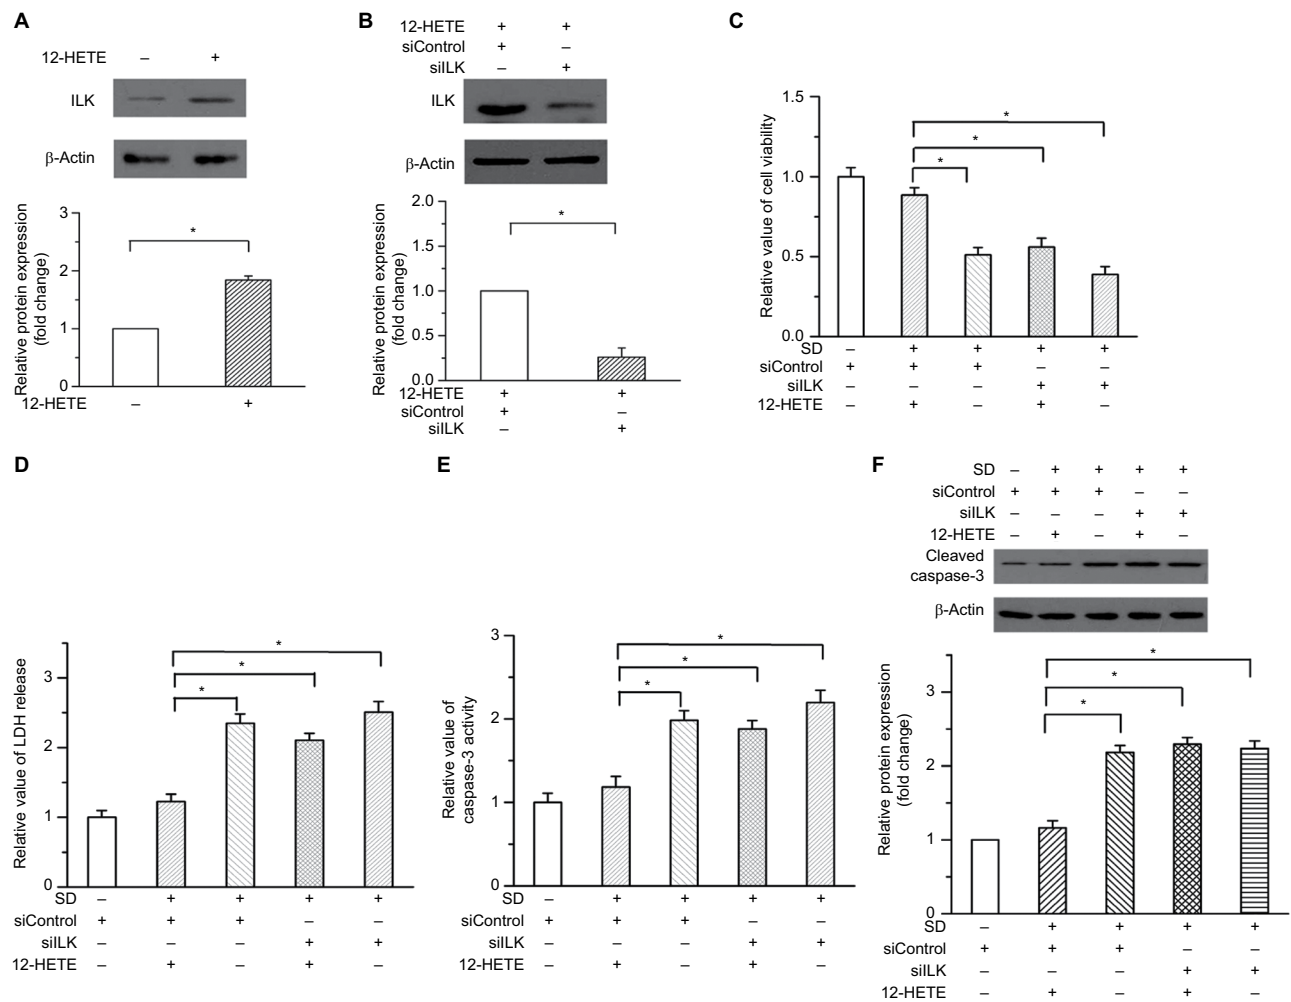 A
12-HETE – +
ILK
β-Actin
Relative protein expression
(fold change)
3
2
1
0
*
12-HETE – +
B
12-HETE + +
siControl + –
siILK – +
ILK
β-Actin
Relative protein expression
(fold change)
2.0
1.5
1.0
0.5
0.0
*
12-HETE + +
siControl + –
siILK – +
C
Relative value of cell viability
1.5
1.0
0.5
0.0
*
*
*
SD – + + + +
siControl + + + – –
siILK – – – + +
12-HETE – + – + –
D
Relative value of LDH release
3
2
1
0
*
*
*
SD – + + + +
siControl + + + – –
siILK – – – + +
12-HETE – + – + –
E
Relative value of
caspase-3 activity
3
2
1
0
*
*
*
SD – + + + +
siControl + + + – –
siILK – – – + +
12-HETE – + – + –
F
SD – + + + +
siControl + + + – –
siILK – – – + +
12-HETE – + – + –
Cleaved
caspase-3
β-Actin
Relative protein expression
(fold change)
3
2
1
0
*
*
*
SD – + + + +
siControl + + + – –
siILK – – – + +
12-HETE – + – + –